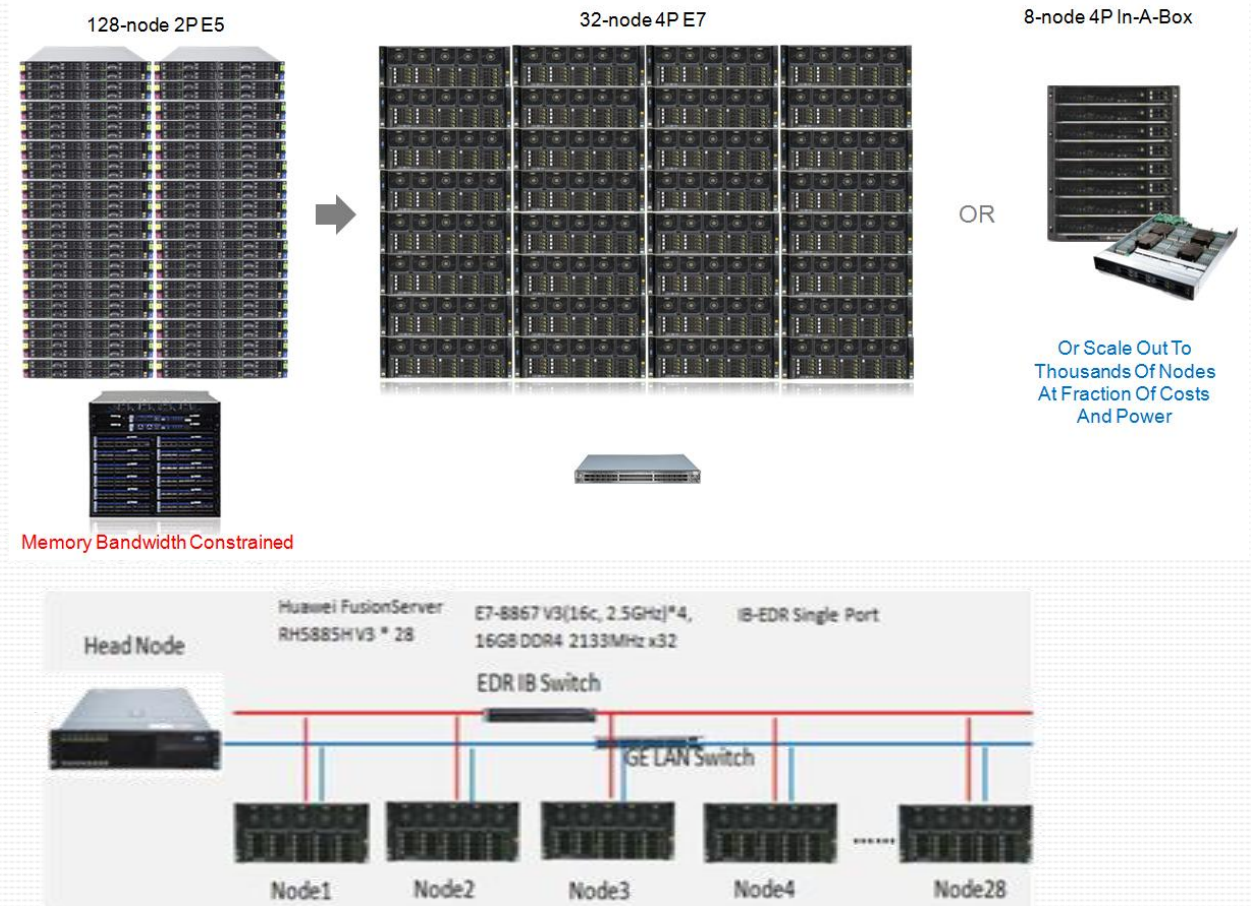 128-node 2P E5
32-node 4P E7
8-node 4P In-A-Box
OR
Or Scale Out To
Thousands Of Nodes
At Fraction Of Costs
And Power
Memory Bandwidth Constrained
Huawei FusionServer
RH5885H V3 * 28
E7-8867 V3(16c, 2.5GHz)*4,
16GB DDR4 2133MHz x32
IB-EDR Single Port
Head Node
EDR IB Switch
GE LAN Switch
......
Node1
Node2
Node3
Node4
Node28